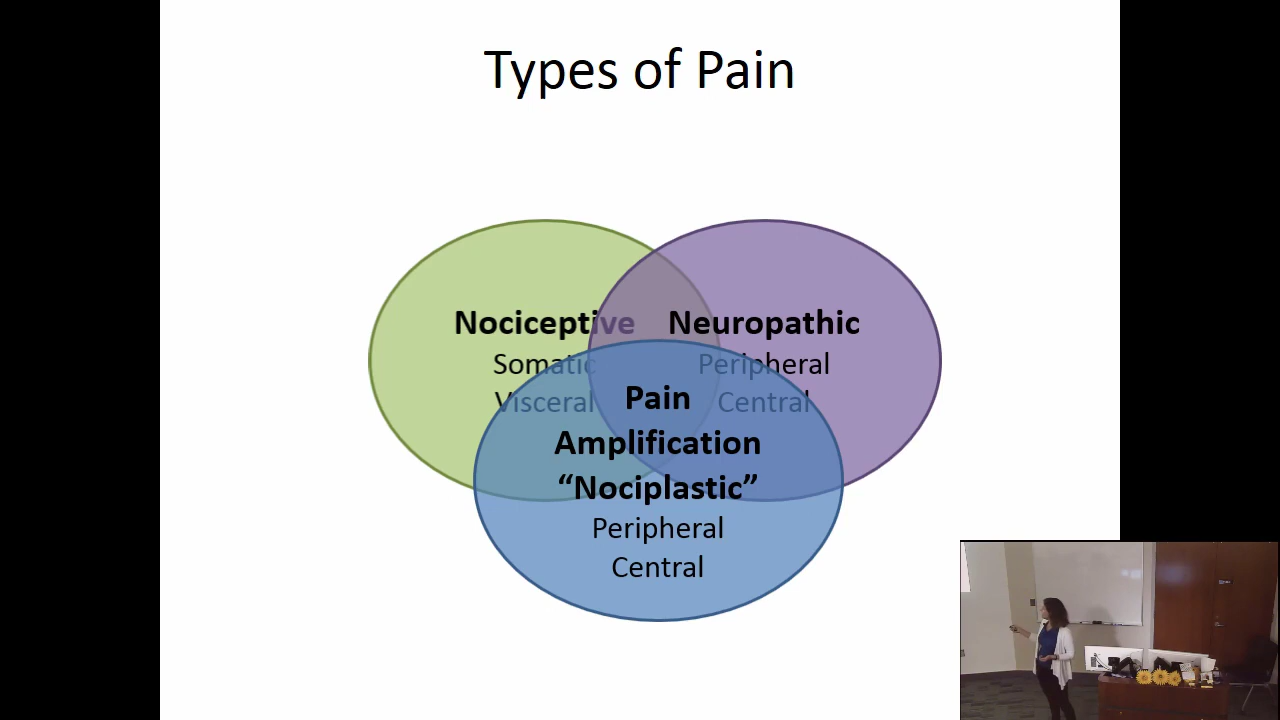 Types of Pain
Nociceptive
Somatic
Visceral
Neuropathic
Peripheral
Central
Pain
Amplification
“Nociplastic”
Peripheral
Central